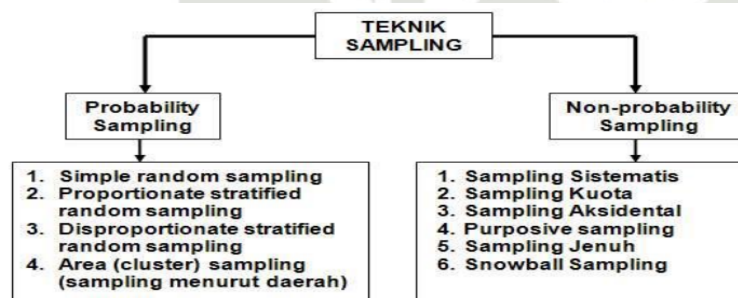 TEKNIK
SAMPLING
Probability
Sampling
Non-probability
Sampling
1. Simple random sampling
2. Proportionate stratified
random sampling
3. Disproportionate stratified
random sampling
4. Area (cluster) sampling
(sampling menurut daerah)
1. Sampling Sistematis
2. Sampling Kuota
3. Sampling Aksidental
4. Purposive sampling
5. Sampling Jenuh
6. Snowball Sampling